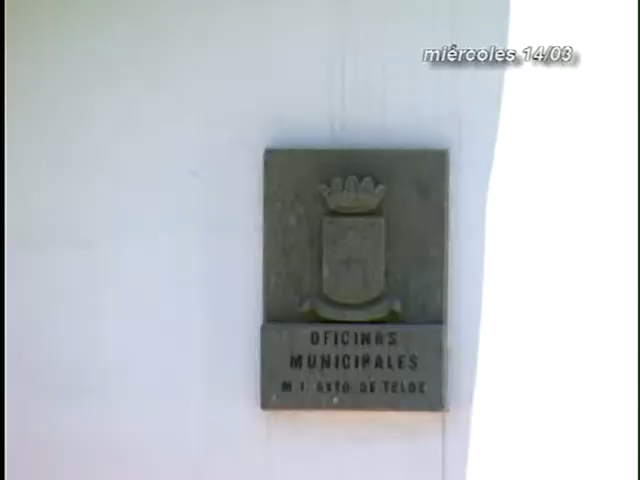 miércoles 14/03
OFICINAS
MUNICIPALES
M.I. AYTO DE TELDE